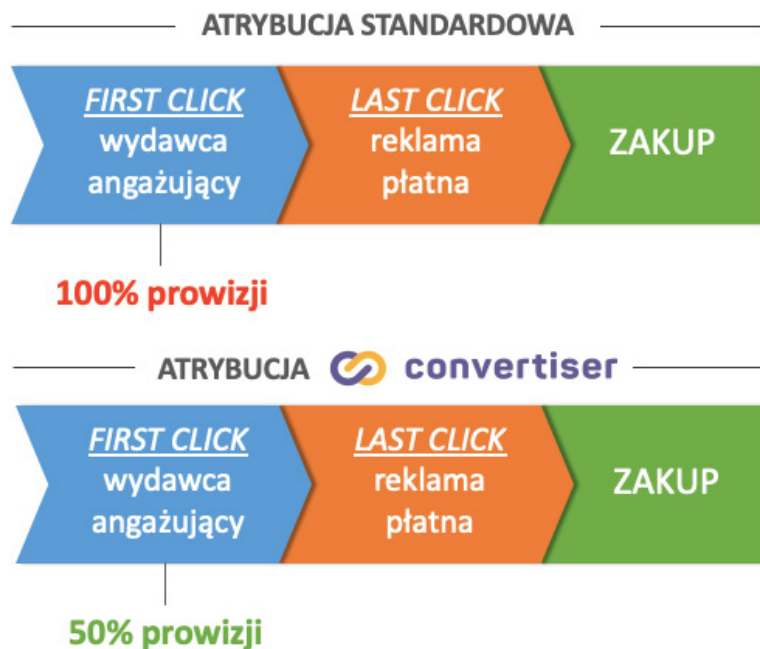 ATRYBUCJA STANDARDOWA
FIRST CLICK
wydawca
angażujący
LAST CLICK
reklama
płatna
ZAKUP
100% prowizji
ATRYBUCJA convertiser
FIRST CLICK
wydawca
angażujący
LAST CLICK
reklama
płatna
ZAKUP
50% prowizji